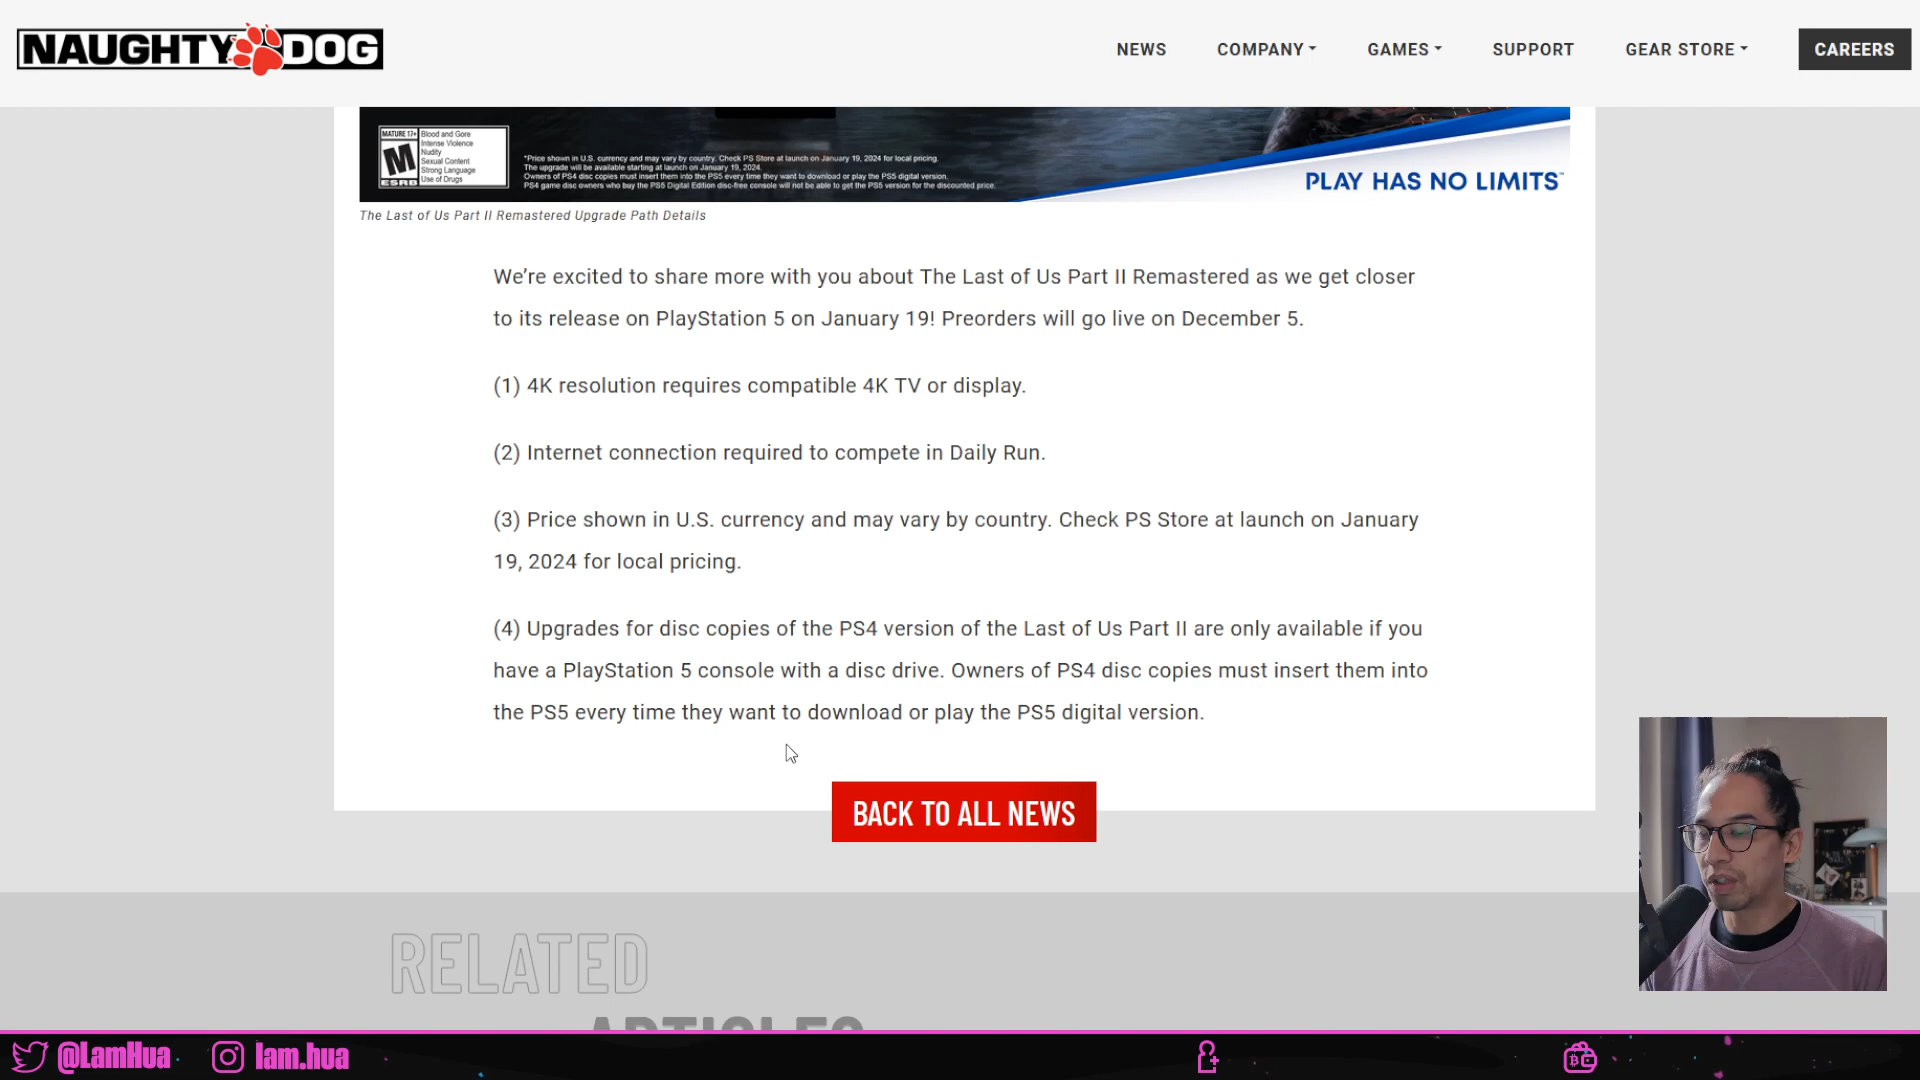 NAUGHTY DOG
NEWS COMPANY GAMES SUPPORT GEAR STORE CAREERS
MATURE 17+
M
ESRB
Blood and Gore
Intense Violence
Nudity
Sexual Content
Strong Language
Use of Drugs
*Price shown in U.S. currency and may vary by country. Check PS Store at launch on January 19, 2024 for local pricing.
The upgrade will be available starting at launch on January 19, 2024.
Owners of PS4 disc copies must insert them into the PS5 every time they want to download or play the PS5 digital version.
PS4 game disc owners who buy the PS5 Digital Edition disc-free console will not be able to get the PS5 version for the discounted price.
PLAY HAS NO LIMITS™
The Last of Us Part II Remastered Upgrade Path Details
We’re excited to share more with you about The Last of Us Part II Remastered as we get closer
to its release on PlayStation 5 on January 19! Preorders will go live on December 5.
(1) 4K resolution requires compatible 4K TV or display.
(2) Internet connection required to compete in Daily Run.
(3) Price shown in U.S. currency and may vary by country. Check PS Store at launch on January
19, 2024 for local pricing.
(4) Upgrades for disc copies of the PS4 version of the Last of Us Part II are only available if you
have a PlayStation 5 console with a disc drive. Owners of PS4 disc copies must insert them into
the PS5 every time they want to download or play the PS5 digital version.
BACK TO ALL NEWS
RELATED
ARTICLES
@LamHua lam.hua